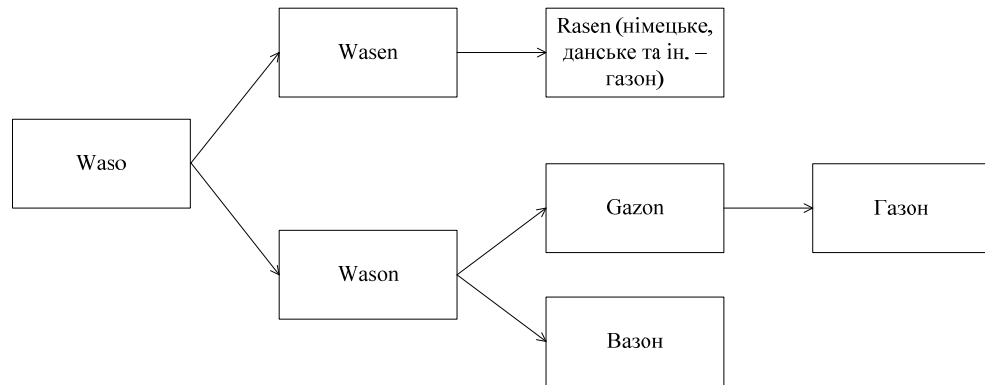 Rasen (німецьке,
данське та ін. –
газон)
Wasen
Waso
Gazon
Газон
Wason
Вазон